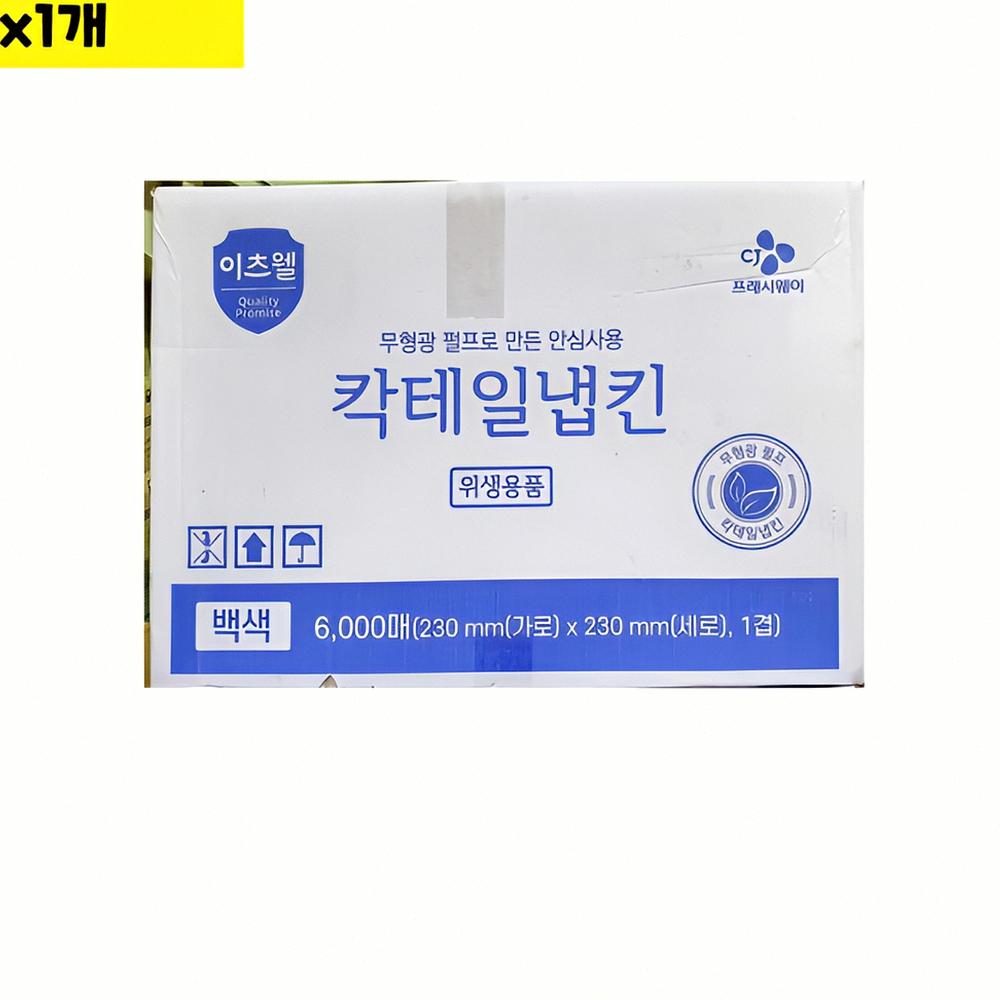 x1개
이츠웰
Quality
Promite
CJ
프레시웨이
무형광 펄프로 만든 안심사용
칵테일냅킨
위생용품
무형광 펄프
칵테일냅킨
백색
6,000매(230 mm(가로) x 230 mm(세로), 1겹)